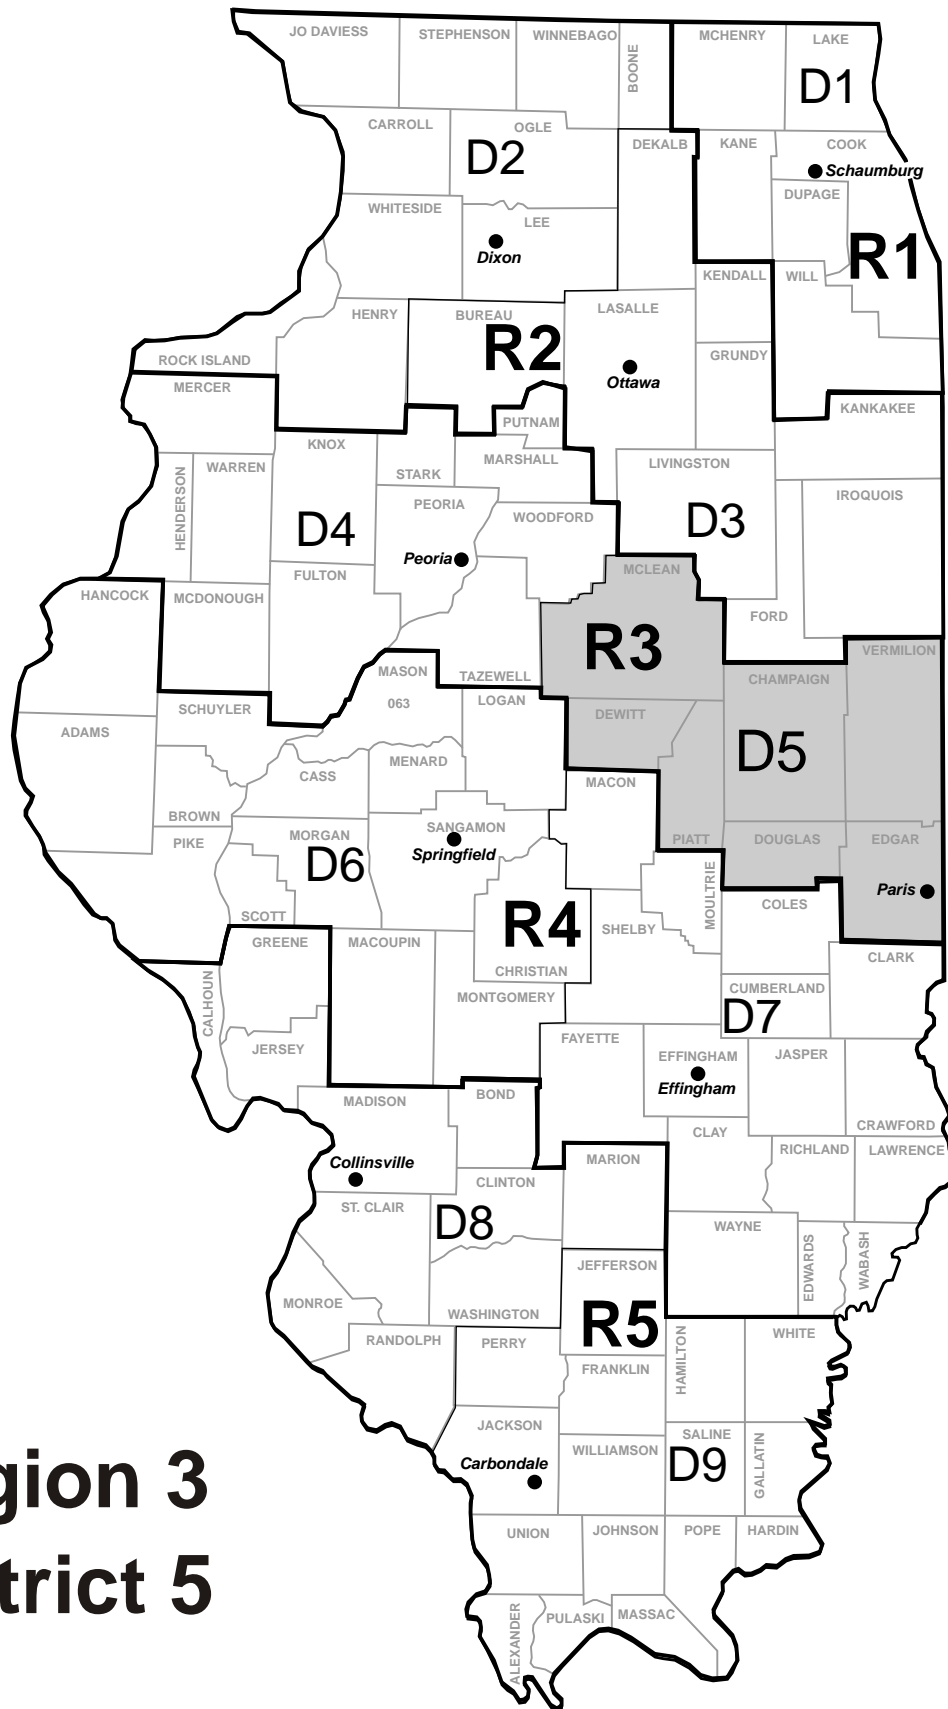 JO DAVIESS
STEPHENSON
WINNEBAGO
BOONE
MCHENRY
LAKE
D1
CARROLL
OGLE
D2
DEKALB
KANE
COOK
Schaumburg
DUPAGE
WHITESIDE
LEE
Dixon
R1
KENDALL
WILL
HENRY
BUREAU
R2
LASALLE
ROCK ISLAND
GRUNDY
Ottawa
MERCER
KANKAKEE
PUTNAM
KNOX
STARK
MARSHALL
LIVINGSTON
WARREN
HENDERSON
PEORIA
WOODFORD
IROQUOIS
D4
D3
Peoria
FULTON
MCLEAN
HANCOCK
MCDONOUGH
FORD
R3
VERMILION
MASON
TAZEWELL
CHAMPAIGN
063
LOGAN
SCHUYLER
DEWITT
ADAMS
D5
MENARD
CASS
MACON
BROWN
SANGAMON
PIKE
MORGAN
Springfield
PIATT
DOUGLAS
EDGAR
D6
Paris
MOULTRIE
COLES
SCOTT
R4
SHELBY
GREENE
MACOUPIN
CLARK
CHRISTIAN
CALHOUN
MONTGOMERY
CUMBERLAND
D7
FAYETTE
JERSEY
EFFINGHAM
JASPER
Effingham
MADISON
BOND
CRAWFORD
CLAY
RICHLAND
LAWRENCE
Collinsville
MARION
CLINTON
ST. CLAIR
D8
WAYNE
EDWARDS
WABASH
JEFFERSON
MONROE
WASHINGTON
R5
RANDOLPH
PERRY
HAMILTON
WHITE
FRANKLIN
JACKSON
SALINE
WILLIAMSON
D9
GALLATIN
Carbondale
gion 3
UNION
JOHNSON
POPE
HARDIN
trict 5
ALEXANDER
PULASKI
MASSAC